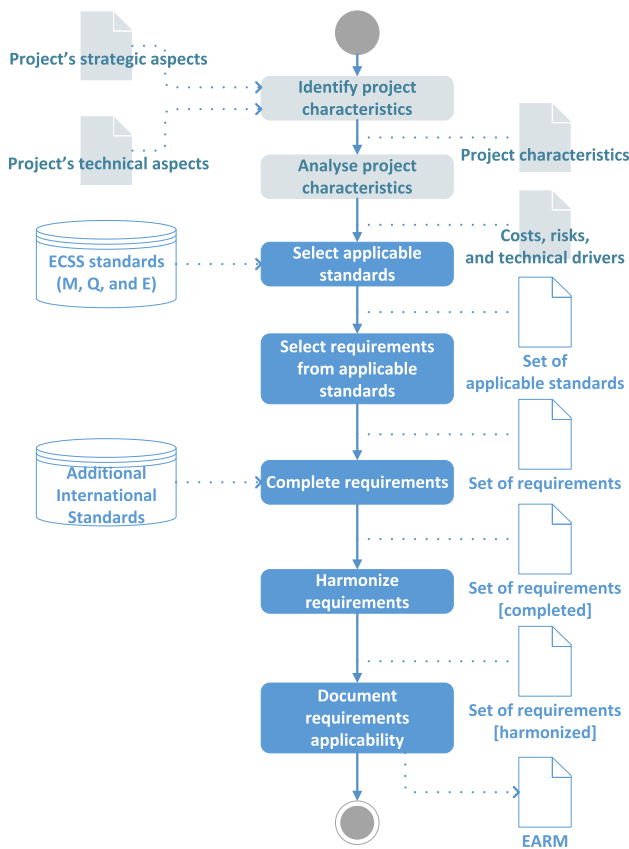 Project’s strategic aspects
Identify project
characteristics
Project’s technical aspects
Project characteristics
Analyse project
characteristics
Costs, risks,
and technical drivers
ECSS standards
(M, Q, and E)
Select applicable
standards
Select requirements
from applicable
standards
Set of
applicable standards
Additional
International
Standards
Complete requirements
Set of requirements
Harmonize
requirements
Set of requirements
[completed]
Document
requirements
applicability
Set of requirements
[harmonized]
EARM